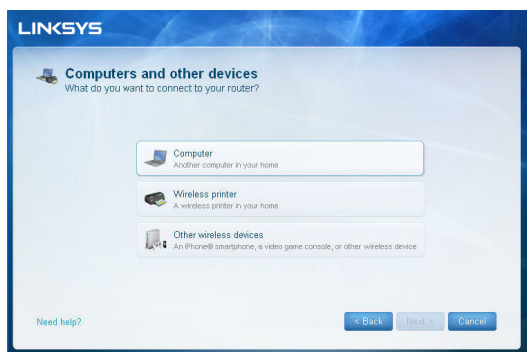 LINKSYS
Computers and other devices
What do you want to connect to your router?
Computer
Another computer in your home
Wireless printer
A wireless printer in your home
Other wireless devices
An iPhone® smartphone, a video game console, or other wireless device
Need help?
< Back Next > Cancel